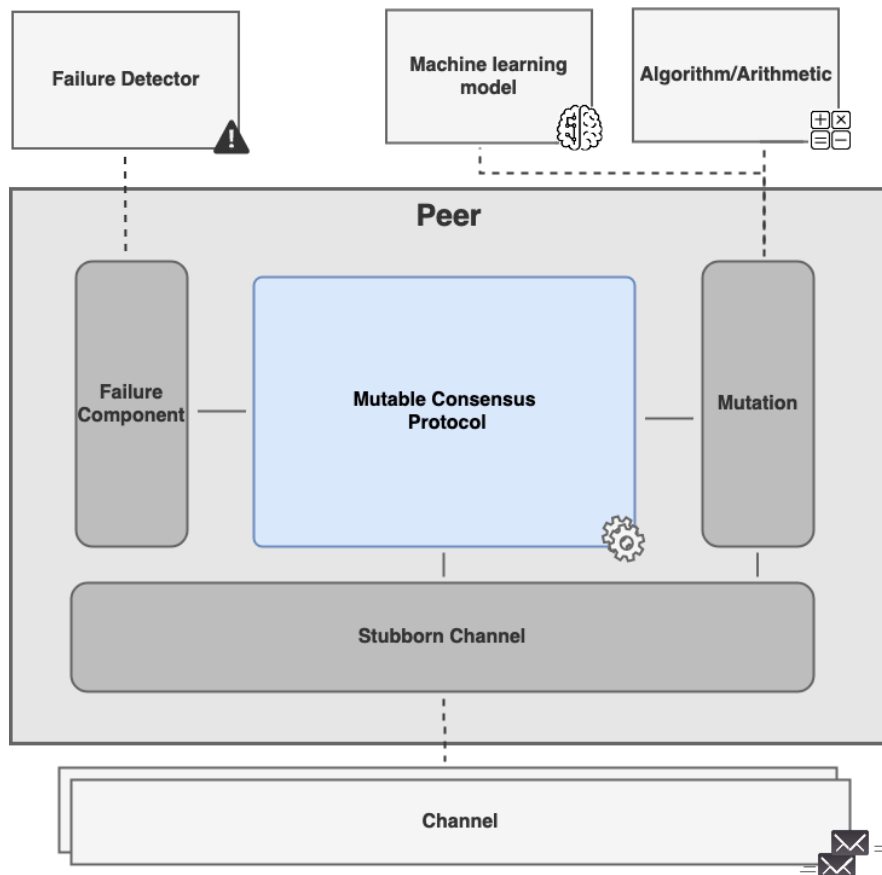 Failure Detector
Machine learning
model
Algorithm/Arithmetic
Peer
Failure
Component
Mutable Consensus
Protocol
Mutation
Stubborn Channel
Channel